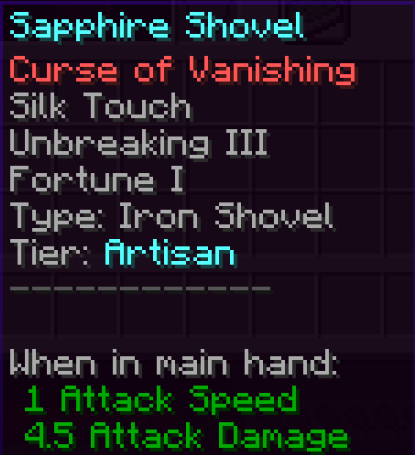 Sapphire Shovel
Curse of Vanishing
Silk Touch
Unbreaking III
Fortune I
Type: Iron Shovel
Tier: Artisan
------------
When in main hand:
1 Attack Speed
4.5 Attack Damage